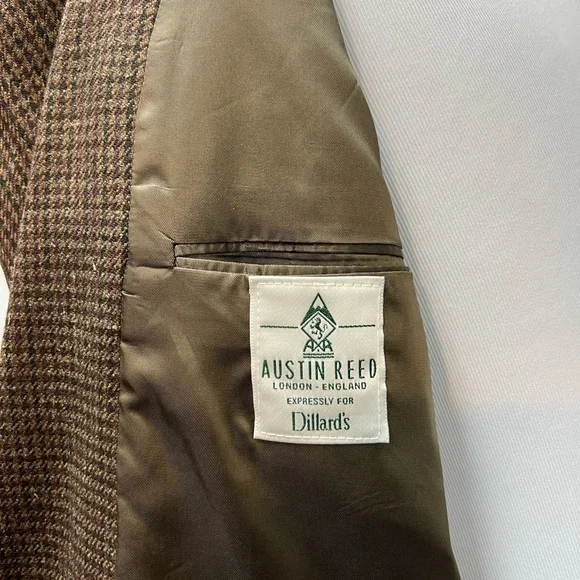 AUSTIN REED
LONDON - ENGLAND
EXPRESSLY FOR
Dillard's